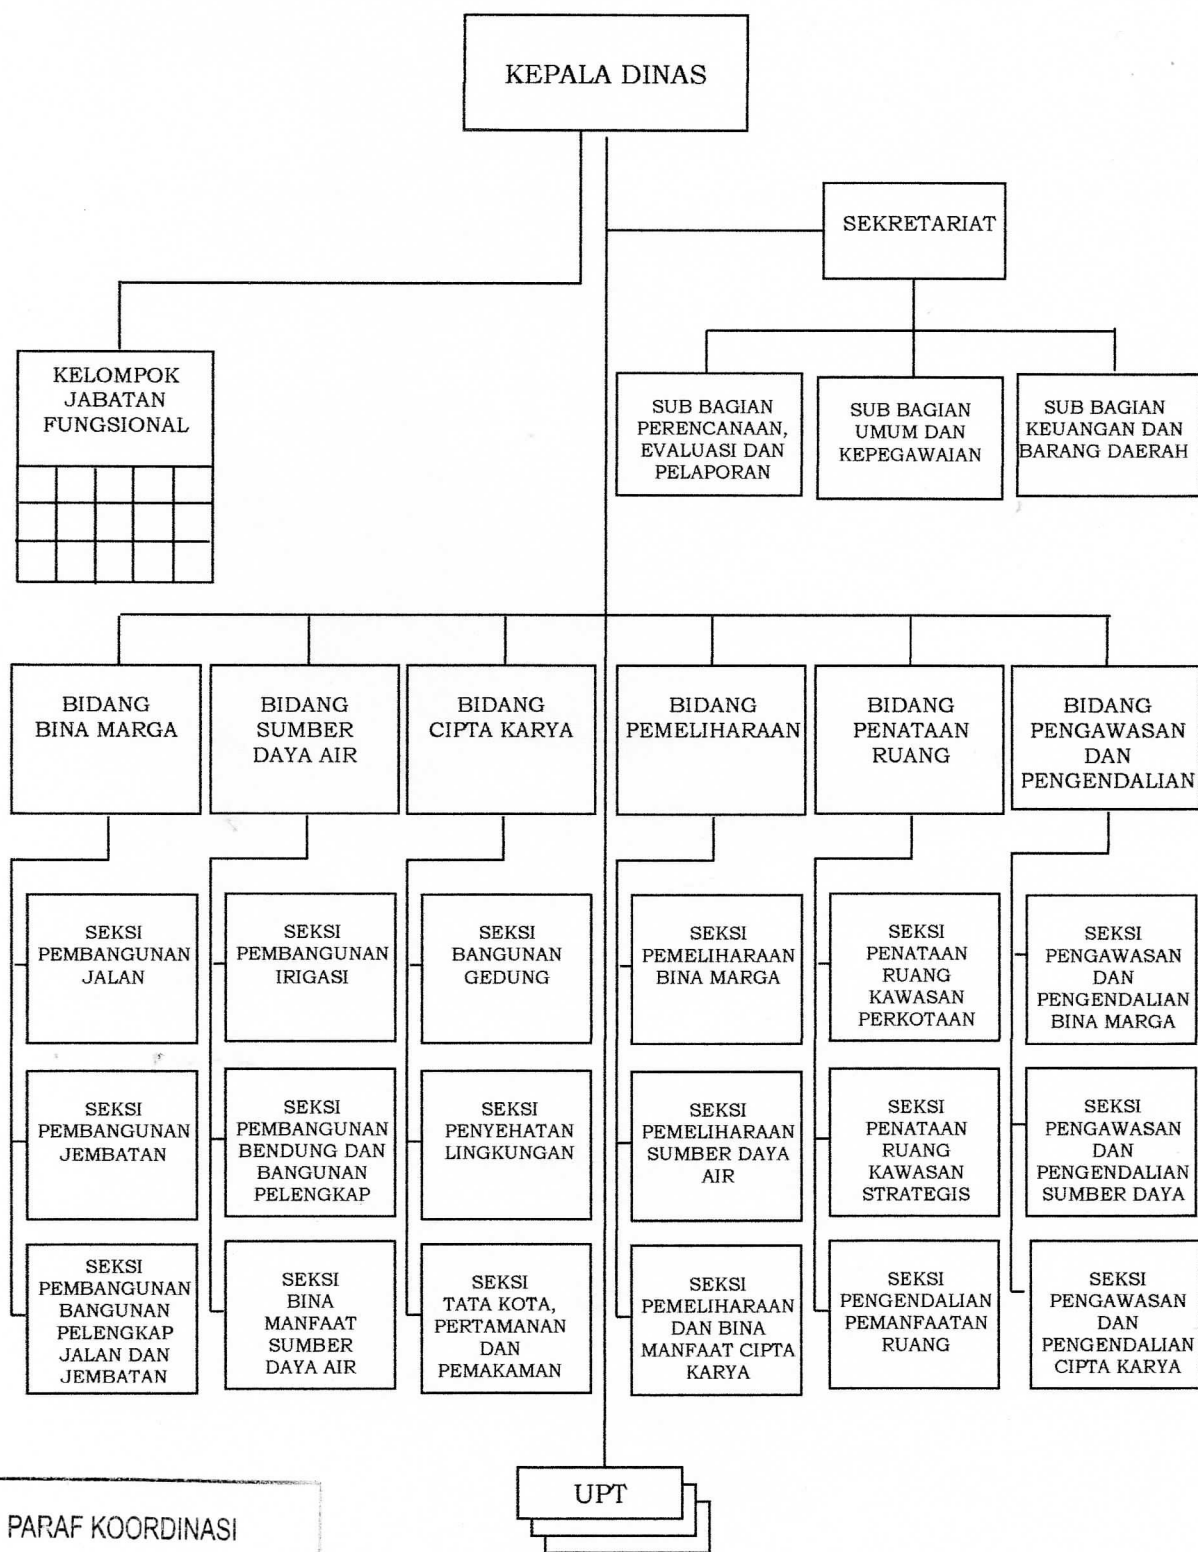 KEPALA DINAS
SEKRETARIAT
KELOMPOK
JABATAN
FUNGSIONAL
SUB BAGIAN
PERENCANAAN,
EVALUASI DAN
PELAPORAN
SUB BAGIAN
UMUM DAN
KEPEGAWAIAN
SUB BAGIAN
KEUANGAN DAN
BARANG DAERAH
BIDANG
BINA MARGA
BIDANG
SUMBER
DAYA AIR
BIDANG
CIPTA KARYA
BIDANG
PEMELIHARAAN
BIDANG
PENATAAN
RUANG
BIDANG
PENGAWASAN
DAN
PENGENDALIAN
SEKSI
PEMBANGUNAN
JALAN
SEKSI
PEMBANGUNAN
IRIGASI
SEKSI
BANGUNAN
GEDUNG
SEKSI
PEMELIHARAAN
BINA MARGA
SEKSI
PENATAAN
RUANG
KAWASAN
PERKOTAAN
SEKSI
PENGAWASAN
DAN
PENGENDALIAN
BINA MARGA
SEKSI
PEMBANGUNAN
JEMBATAN
SEKSI
PEMBANGUNAN
BENDUNG DAN
BANGUNAN
PELENGKAP
SEKSI
PENYEHATAN
LINGKUNGAN
SEKSI
PEMELIHARAAN
SUMBER DAYA
AIR
SEKSI
PENATAAN
RUANG
KAWASAN
STRATEGIS
SEKSI
PENGAWASAN
DAN
PENGENDALIAN
SUMBER DAYA
SEKSI
PEMBANGUNAN
BANGUNAN
PELENGKAP
JALAN DAN
JEMBATAN
SEKSI
BINA
MANFAAT
SUMBER
DAYA AIR
SEKSI
TATA KOTA,
PERTAMANAN
DAN
PEMAKAMAN
SEKSI
PEMELIHARAAN
DAN BINA
MANFAAT CIPTA
KARYA
SEKSI
PENGENDALIAN
PEMANFAATAN
RUANG
SEKSI
PENGAWASAN
DAN
PENGENDALIAN
CIPTA KARYA
UPT
PARAF KOORDINASI